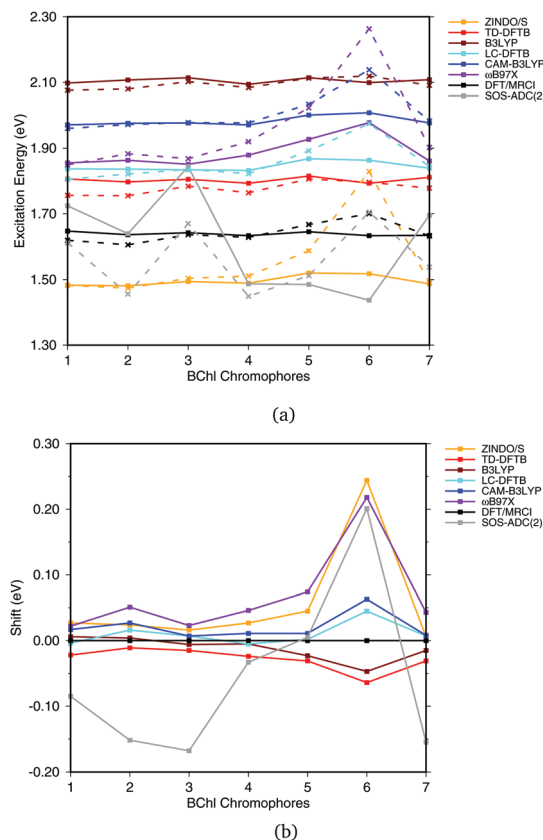 2.10
1.90
1.70
1.50
1.30
Excitation Energy (eV)
1 2 3 4 5 6 7
BChl Chromophores
ZINDO/S
TD-DFTB
B3LYP
LC-DFTB
CAM-B3LYP
ωB97X
DFT/MRCI
SOS-ADC(2)
(a)
0.30
0.20
0.10
0.00
-0.10
-0.20
Shift (eV)
1 2 3 4 5 6 7
BChl Chromophores
ZINDO/S
TD-DFTB
B3LYP
LC-DFTB
CAM-B3LYP
ωB97X
DFT/MRCI
SOS-ADC(2)
(b)